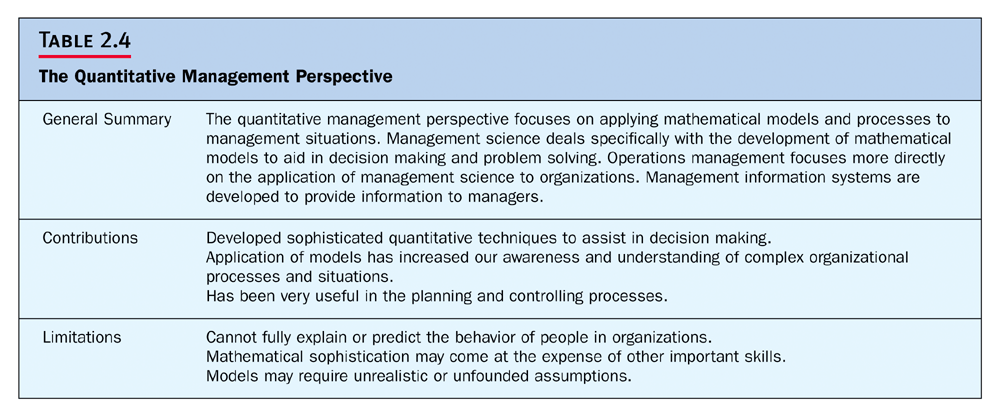 TABLE 2.4
The Quantitative Management Perspective
General Summary
The quantitative management perspective focuses on applying mathematical models and processes to
management situations. Management science deals specifically with the development of mathematical
models to aid in decision making and problem solving. Operations management focuses more directly
on the application of management science to organizations. Management information systems are
developed to provide information to managers.
Contributions
Developed sophisticated quantitative techniques to assist in decision making.
Application of models has increased our awareness and understanding of complex organizational
processes and situations.
Has been very useful in the planning and controlling processes.
Limitations
Cannot fully explain or predict the behavior of people in organizations.
Mathematical sophistication may come at the expense of other important skills.
Models may require unrealistic or unfounded assumptions.